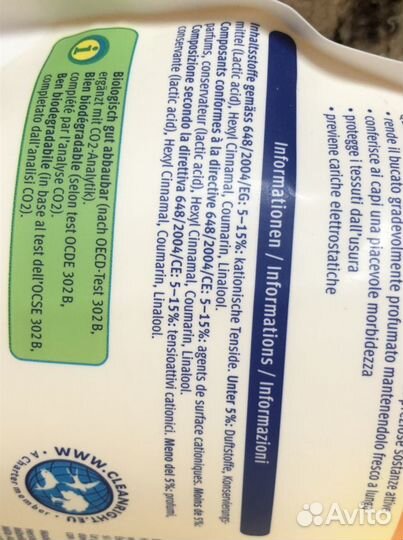 preziose sostanze attive
• rende il bucato gradevolmente profumato mantenendolo fresco a lungo
• conferisce al capi una piacevole morbidezza
• protegge i tessuti dall'usura
• previene cariche elettrostatiche
Informationen / Informations / Informazioni
Inhaltsstoffe gemäss 648/2004/EG: 5–15%: kationische Tenside. Unter 5%: Duftstoffe, Konservierungs-
mittel (Lactic acid), Hexyl Cinnamal, Coumarin, Linalool.
Composants conformes à la directive 648/2004/CE: 5–15%: agents de surface cationiques. Moins de 5%:
parfums, conservateur (lactic acid), Hexyl Cinnamal, Coumarin, Linalool.
Composizione secondo la direttiva 648/2004/CE: 5–15%: tensioattivi cationici. Meno del 5%: profumi,
conservante (lactic acid), Hexyl Cinnamal, Coumarin, Linalool.
i
Biologisch gut abbaubar (nach OECD-Test 302 B,
ergänzt mit CO2-Analytik).
Bien biodégradable (selon test OCDE 302 B,
complété par l'analyse CO2).
Ben biodegradabile (in base al test dell'OCSE 302 B,
completato dall'analisi CO2).
• WWW.CLEANRIGHT.EU •
A Charter member
Avito